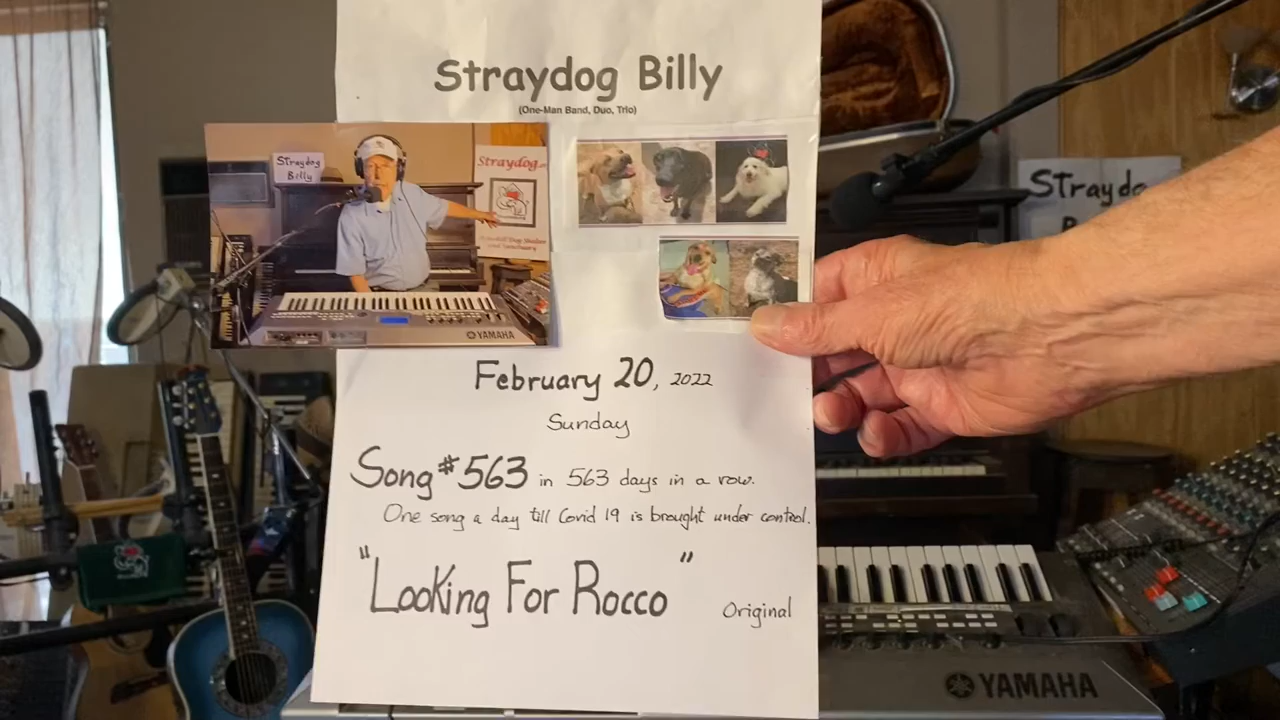 Straydog Billy
(One-Man Band, Duo, Trio)
Straydog
Billy
Straydog
YAMAHA
February 20, 2022
Sunday
Song #563 in 563 days in a row.
One song a day till Covid 19 is brought under control.
"Looking For Rocco"
Original
Straydo
B
YAMAHA